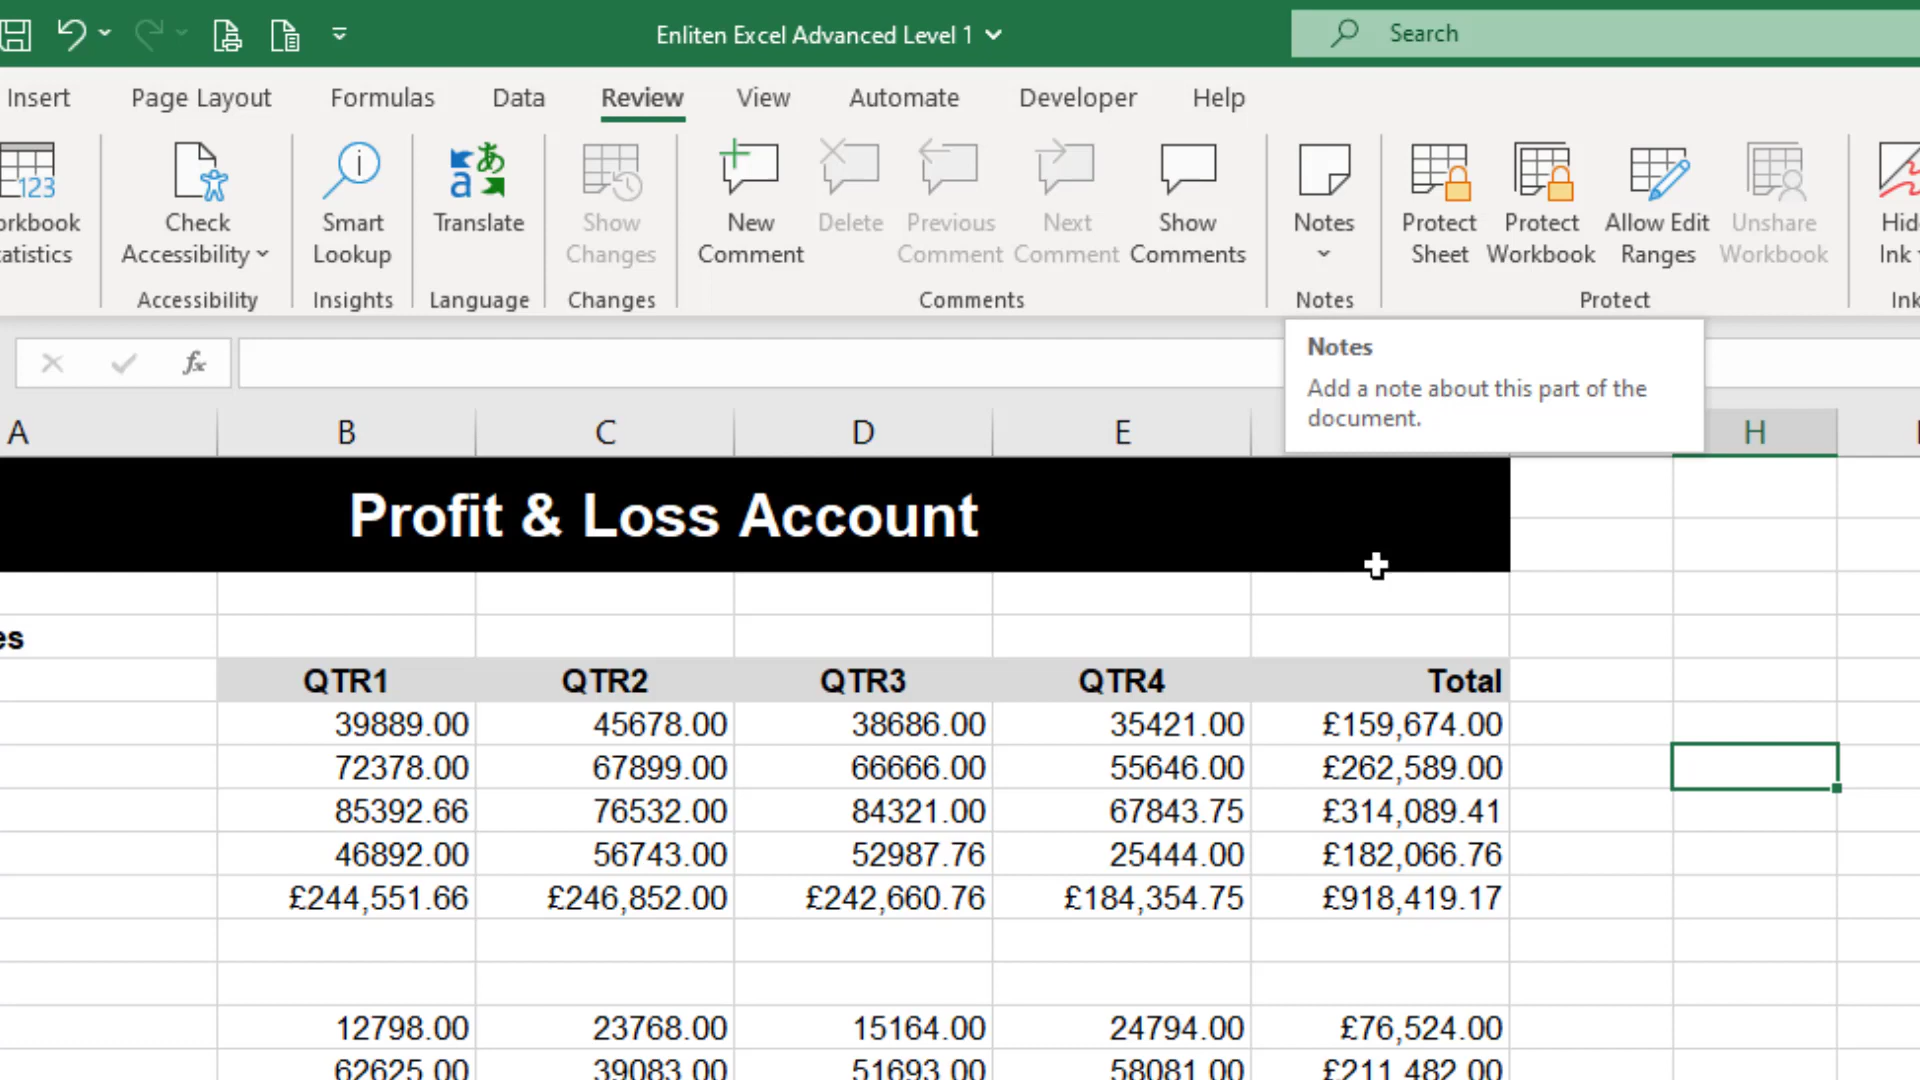 Enliten Excel Advanced Level 1
Search
Insert Page Layout Formulas Data Review View Automate Developer Help
123
orkbook
atistics
Check
Accessibility
Accessibility
Smart
Lookup
Insights
aあ
Translate
Language
Show
Changes
Changes
New
Comment
Delete
Previous
Comment
Next
Comment
Show
Comments
Comments
Notes
Notes
Protect
Sheet
Protect
Workbook
Allow Edit
Ranges
Unshare
Workbook
Protect
Hid
Ink
Ink
fx
Notes
Add a note about this part of the
document.
A B C D E H
Profit & Loss Account
es
QTR1 QTR2 QTR3 QTR4 Total
39889.00 45678.00 38686.00 35421.00 £159,674.00
72378.00 67899.00 66666.00 55646.00 £262,589.00
85392.66 76532.00 84321.00 67843.75 £314,089.41
46892.00 56743.00 52987.76 25444.00 £182,066.76
£244,551.66 £246,852.00 £242,660.76 £184,354.75 £918,419.17
12798.00 23768.00 15164.00 24794.00 £76,524.00
62625.00 39083.00 51693.00 58081.00 £211,482.00